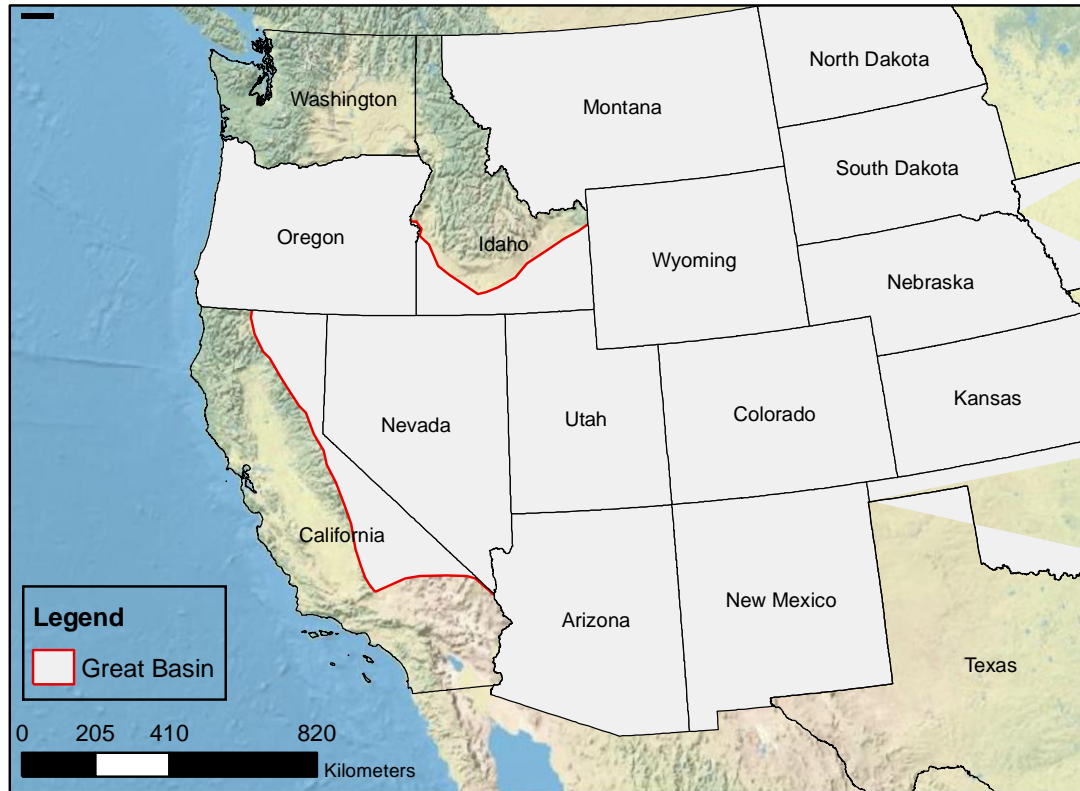 North Dakota
Washington
Montana
South Dakota
Oregon
Idaho
Wyoming
Nebraska
Nevada
Utah
Colorado
Kansas
California
Arizona
New Mexico
Texas
Legend
Great Basin
0 205 410 820
Kilometers